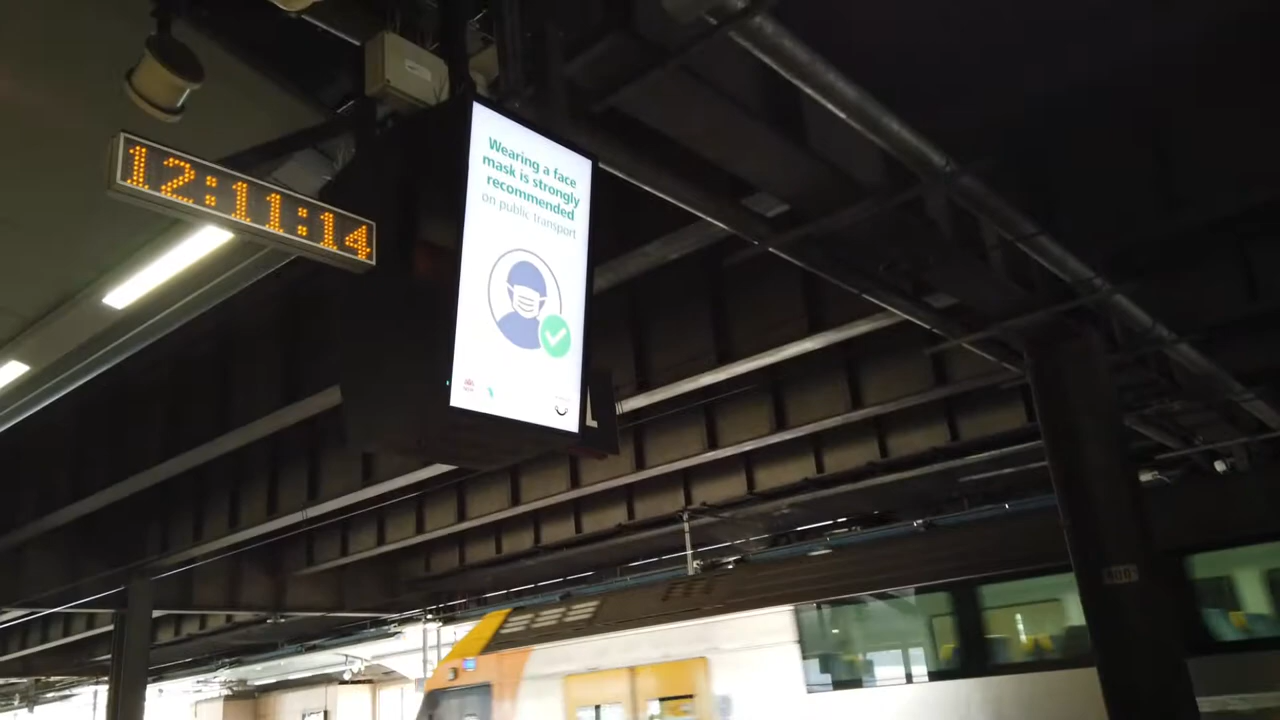 12:11:14
Wearing a face
mask is strongly
recommended
on public transport